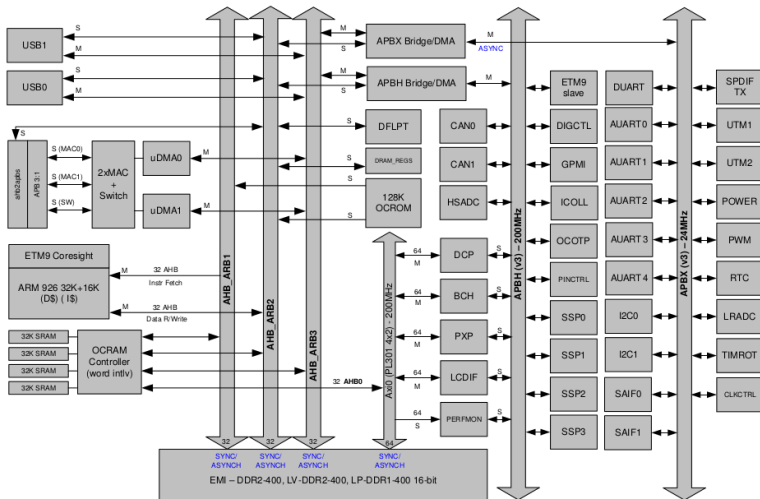 USB1
S
M
USB0
S
M
M
S
APBX Bridge/DMA
M
ASYNC
M
S
APBH Bridge/DMA
M
S
DFLPT
S
DRAM_REGS
S
128K
OCROM
S
ahb2apbs
APB 3:1
S (MAC0)
S (MAC1)
S (SW)
2xMAC
+
Switch
uDMA0
M
uDMA1
M
ETM9 Coresight
ARM 926 32K+16K
(D$) ( I$)
M
32 AHB
Instr Fetch
M
32 AHB
Data R/Write
32K SRAM
32K SRAM
32K SRAM
32K SRAM
OCRAM
Controller
(word intlv)
32 AHB0
AHB_ARB1
AHB_ARB2
AHB_ARB3
Axi0 (PL301 4x2) - 200MHz
32
32
32
64
SYNC/
ASYNCH
SYNC/
ASYNCH
SYNC/
ASYNCH
SYNC/
ASYNCH
EMI – DDR2-400, LV-DDR2-400, LP-DDR1-400 16-bit
CAN0
CAN1
HSADC
64
M
DCP
S
64
M
BCH
S
64
M
PXP
S
64
M
LCDIF
S
64
S
PERFMON
APBH (v3) – 200MHz
ETM9
slave
DIGCTL
GPMI
ICOLL
OCOTP
PINCTRL
SSP0
SSP1
SSP2
SSP3
DUART
AUART0
AUART1
AUART2
AUART3
AUART4
I2C0
I2C1
SAIF0
SAIF1
APBX (v3) – 24MHz
SPDIF
TX
UTM1
UTM2
POWER
PWM
RTC
LRADC
TIMROT
CLKCTRL